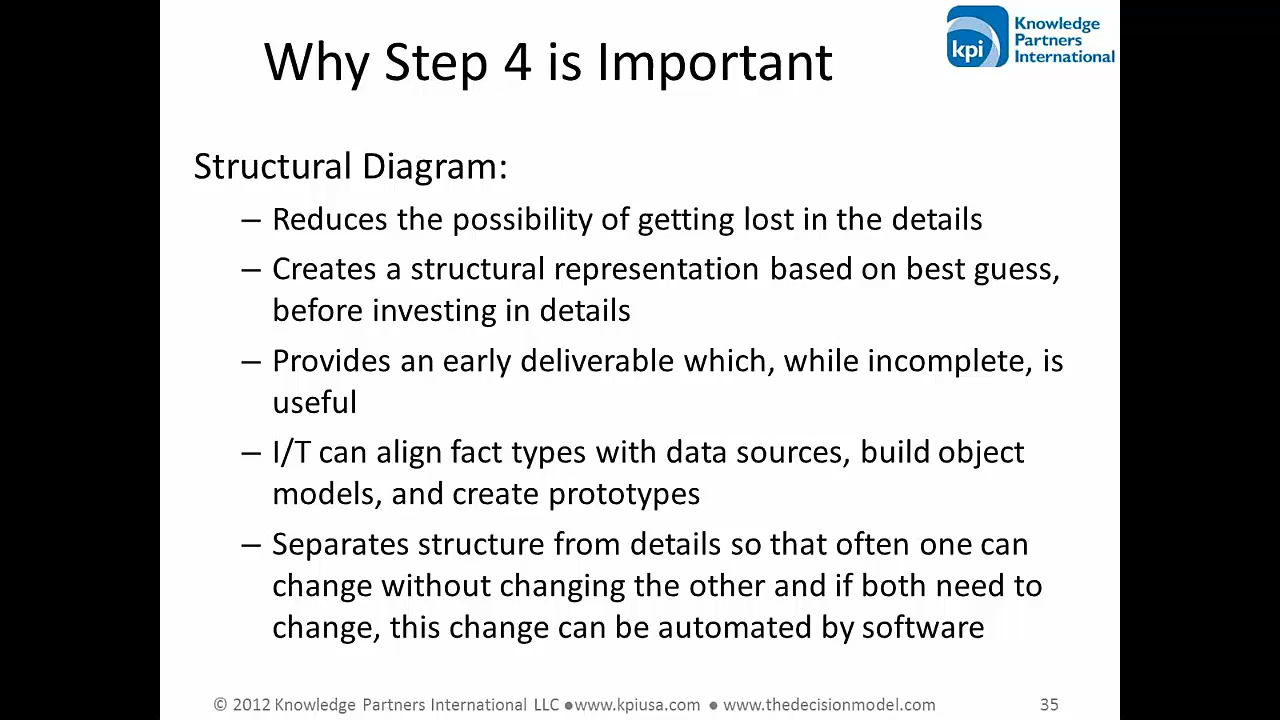 Why Step 4 is Important
kpi
Knowledge
Partners
International
Structural Diagram:
– Reduces the possibility of getting lost in the details
– Creates a structural representation based on best guess,
before investing in details
– Provides an early deliverable which, while incomplete, is
useful
– I/T can align fact types with data sources, build object
models, and create prototypes
– Separates structure from details so that often one can
change without changing the other and if both need to
change, this change can be automated by software
© 2012 Knowledge Partners International LLC ●www.kpiusa.com ● www.thedecisionmodel.com 35